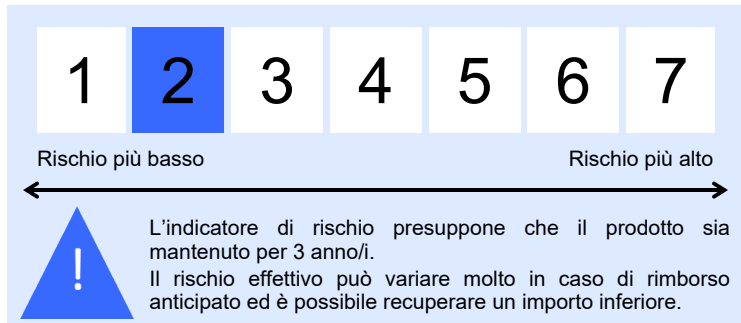 1 2 3 4 5 6 7
Rischio più basso Rischio più alto
!
L'indicatore di rischio presuppone che il prodotto sia
mantenuto per 3 anno/i.
Il rischio effettivo può variare molto in caso di rimborso
anticipato ed è possibile recuperare un importo inferiore.